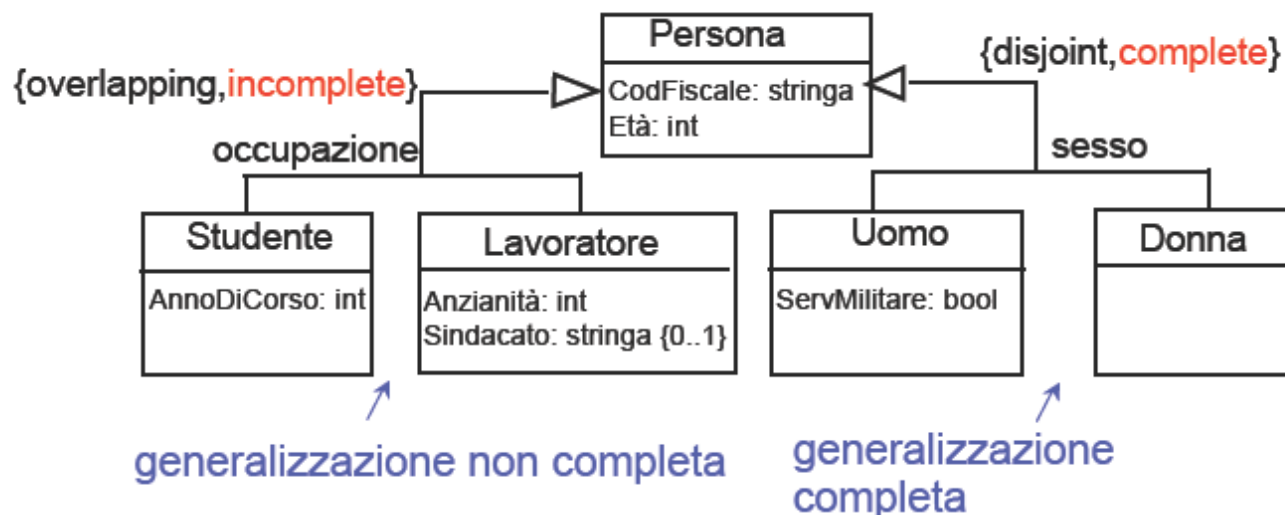 Persona
{disjoint,complete}
{overlapping,incomplete}
CodFiscale: stringa
Età: int
occupazione
sesso
Studente
Lavoratore
Uomo
Donna
AnnoDiCorso: int
Anzianità: int
Sindacato: stringa {0..1}
ServMilitare: bool
generalizzazione non completa
generalizzazione
completa